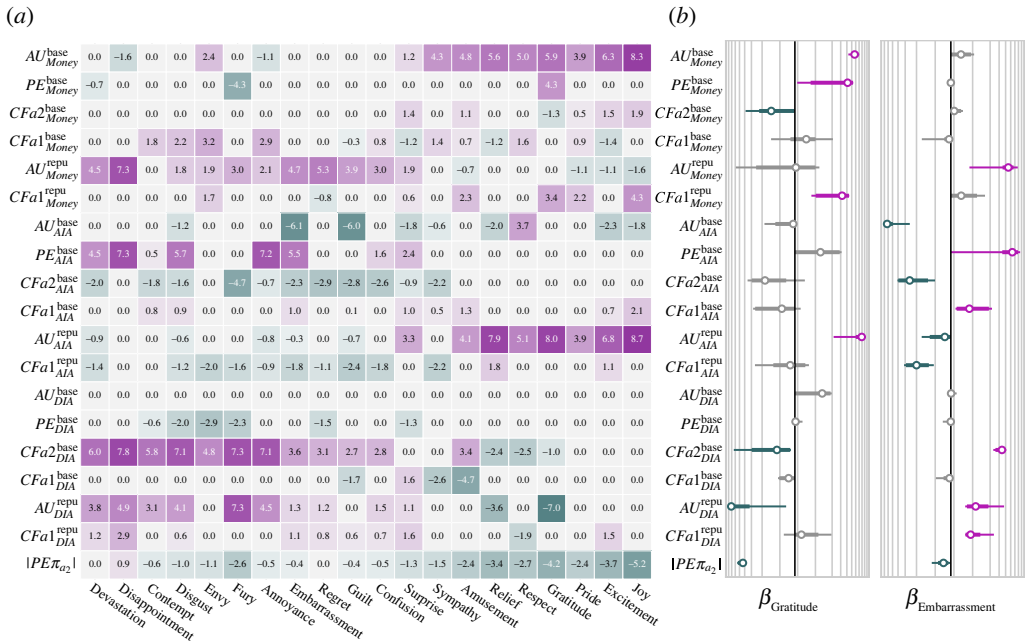 (a) (b)
AU^base_Money 0.0 −1.6 0.0 0.0 2.4 0.0 −1.1 0.0 0.0 0.0 0.0 1.2 4.3 4.8 5.6 5.0 5.9 3.9 6.3 8.3 AU^base_Money
PE^base_Money −0.7 0.0 0.0 0.0 0.0 −4.3 0.0 0.0 0.0 0.0 0.0 0.0 0.0 0.0 0.0 0.0 4.3 0.0 0.0 0.0 PE^base_Money
CFa2^base_Money 0.0 0.0 0.0 0.0 0.0 0.0 0.0 0.0 0.0 0.0 0.0 1.4 0.0 1.1 0.0 0.0 −1.3 0.5 1.5 1.9 CFa2^base_Money
CFa1^base_Money 0.0 0.0 1.8 2.2 3.2 0.0 2.9 0.0 0.0 −0.3 0.8 −1.2 1.4 0.7 −1.2 1.6 0.0 0.9 −1.4 0.0 CFa1^base_Money
AU^repu_Money 4.5 7.3 0.0 1.8 1.9 3.0 2.1 4.7 5.3 3.9 3.0 1.9 0.0 −0.7 0.0 0.0 0.0 −1.1 −1.1 −1.6 AU^repu_Money
CFa1^repu_Money 0.0 0.0 0.0 0.0 1.7 0.0 0.0 0.0 −0.8 0.0 0.0 0.6 0.0 2.3 0.0 0.0 3.4 2.2 0.0 4.3 CFa1^repu_Money
AU^base_AIA 0.0 0.0 0.0 −1.2 0.0 0.0 0.0 −6.1 0.0 −6.0 0.0 −1.8 −0.6 0.0 −2.0 3.7 0.0 0.0 −2.3 −1.8 AU^base_AIA
PE^base_AIA 4.5 7.3 0.5 5.7 0.0 0.0 7.2 5.5 0.0 0.0 1.6 2.4 0.0 0.0 0.0 0.0 0.0 0.0 0.0 0.0 PE^base_AIA
CFa2^base_AIA −2.0 0.0 −1.8 −1.6 0.0 −4.7 −0.7 −2.3 −2.9 −2.8 −2.6 −0.9 −2.2 0.0 0.0 0.0 0.0 0.0 0.0 0.0 CFa2^base_AIA
CFa1^base_AIA 0.0 0.0 0.8 0.9 0.0 0.0 0.0 1.0 0.0 0.1 0.0 1.0 0.5 1.3 0.0 0.0 0.0 0.0 0.7 2.1 CFa1^base_AIA
AU^repu_AIA −0.9 0.0 0.0 −0.6 0.0 0.0 −0.8 −0.3 0.0 −0.7 0.0 3.3 0.0 4.1 7.9 5.1 8.0 3.9 6.8 8.7 AU^repu_AIA
CFa1^repu_AIA −1.4 0.0 0.0 −1.2 −2.0 −1.6 −0.9 −1.8 −1.1 −2.4 −1.8 0.0 −2.2 0.0 1.8 0.0 0.0 0.0 1.1 0.0 CFa1^repu_AIA
AU^base_DIA 0.0 0.0 0.0 0.0 0.0 0.0 0.0 0.0 0.0 0.0 0.0 0.0 0.0 0.0 0.0 0.0 0.0 0.0 0.0 0.0 AU^base_DIA
PE^base_DIA 0.0 0.0 −0.6 −2.0 −2.9 −2.3 0.0 0.0 −1.5 0.0 0.0 −1.3 0.0 0.0 0.0 0.0 0.0 0.0 0.0 0.0 PE^base_DIA
CFa2^base_DIA 6.0 7.8 5.8 7.1 4.8 7.3 7.1 3.6 3.1 2.7 2.8 0.0 0.0 3.4 −2.4 −2.5 −1.0 0.0 0.0 0.0 CFa2^base_DIA
CFa1^base_DIA 0.0 0.0 0.0 0.0 0.0 0.0 0.0 0.0 0.0 −1.7 0.0 1.6 −2.6 −4.7 0.0 0.0 0.0 0.0 0.0 0.0 CFa1^base_DIA
AU^repu_DIA 3.8 4.9 3.1 4.1 0.0 7.3 4.5 1.3 1.2 0.0 1.5 1.1 0.0 0.0 −3.6 0.0 −7.0 0.0 0.0 0.0 AU^repu_DIA
CFa1^repu_DIA 1.2 2.9 0.0 0.6 0.0 0.0 0.0 1.1 0.8 0.6 0.7 1.6 0.0 0.0 0.0 −1.9 0.0 0.0 1.5 0.0 CFa1^repu_DIA
|PEπ_a2| 0.0 0.9 −0.6 −1.0 −1.1 −2.6 −0.5 −0.4 0.0 −0.4 −0.5 −1.3 −1.5 −2.4 −3.4 −2.7 −4.2 −2.4 −3.7 −5.2 |PEπ_a2|
Devastation Disappointment Contempt Disgust Envy Fury Annoyance Embarrassment Regret Guilt Confusion Surprise Sympathy Amusement Relief Respect Gratitude Pride Excitement Joy
β_Gratitude β_Embarrassment